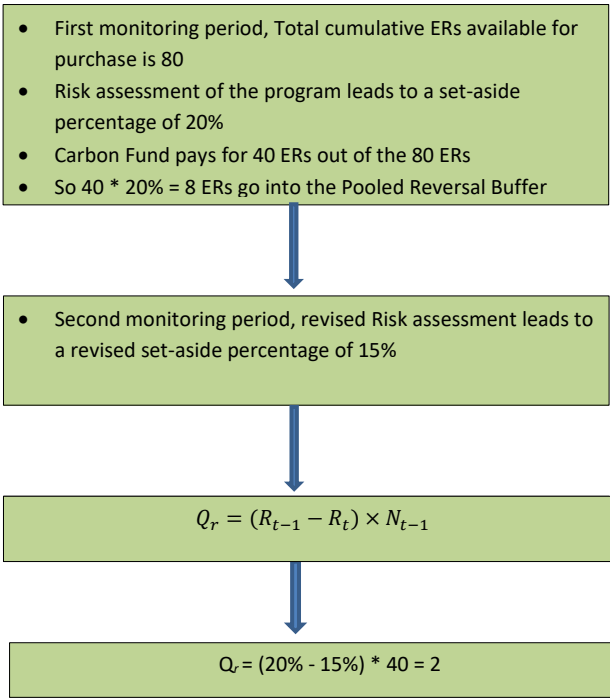 • First monitoring period, Total cumulative ERs available for
purchase is 80
• Risk assessment of the program leads to a set-aside
percentage of 20%
• Carbon Fund pays for 40 ERs out of the 80 ERs
• So 40 * 20% = 8 ERs go into the Pooled Reversal Buffer
• Second monitoring period, revised Risk assessment leads to
a revised set-aside percentage of 15%
Qᵣ = (Rₜ₋₁ − Rₜ) × Nₜ₋₁
Qᵣ = (20% - 15%) * 40 = 2